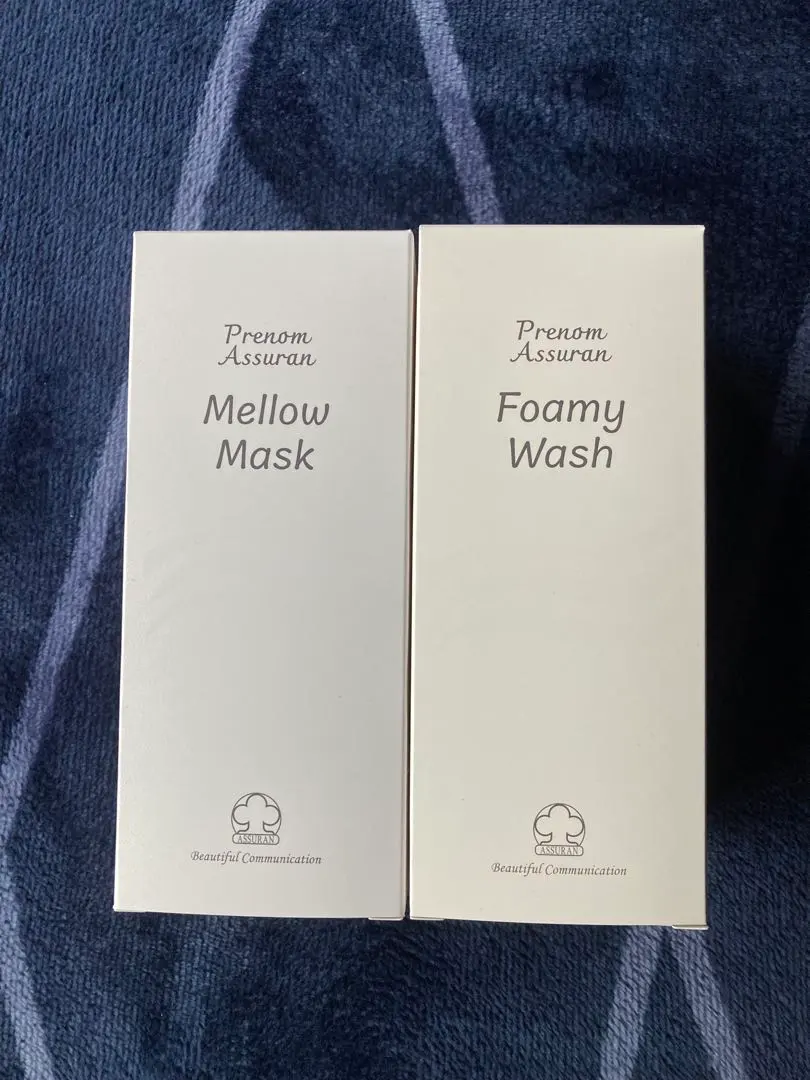 Prenom
Assuran
Mellow
Mask
ASSURAN
Beautiful Communication
Prenom
Assuran
Foamy
Wash
ASSURAN
Beautiful Communication